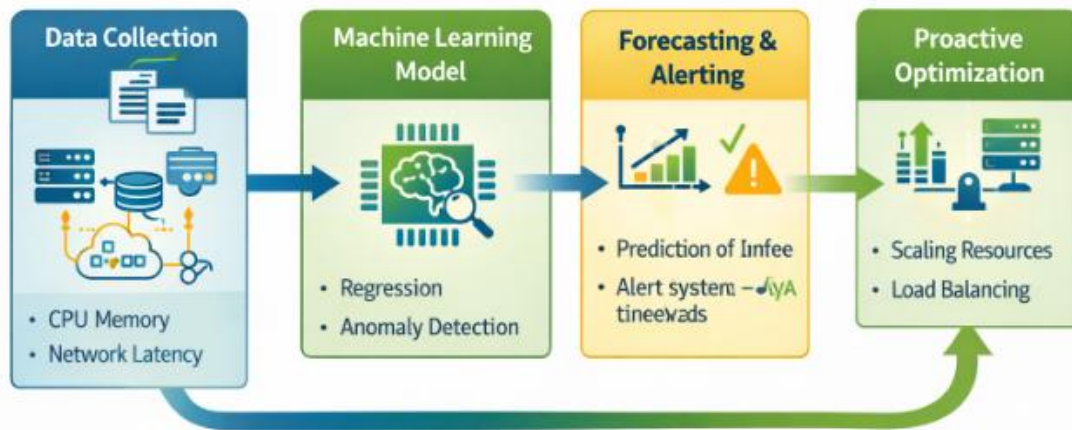 Data Collection
• CPU Memory
• Network Latency
Machine Learning
Model
• Regression
• Anomaly Detection
Forecasting &
Alerting
• Prediction of
• Alert system –
Proactive
Optimization
• Scaling Resources
• Load Balancing